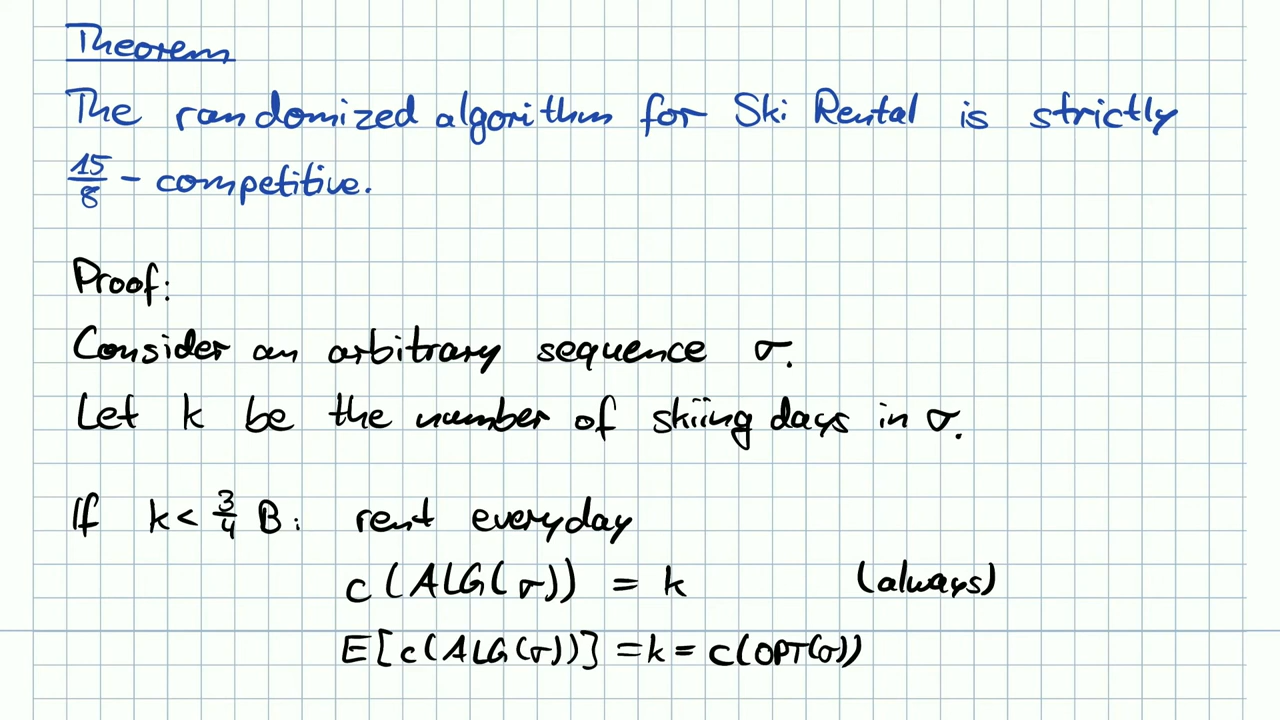 Theorem
The randomized algorithm for Ski Rental is strictly
15/8 - competitive.
Proof:
Consider an arbitrary sequence σ.
Let k be the number of skiing days in σ.
If k < 3/4 B: rent everyday
c(ALG(σ)) = k (always)
E[c(ALG(σ))] = k = c(OPT(σ))